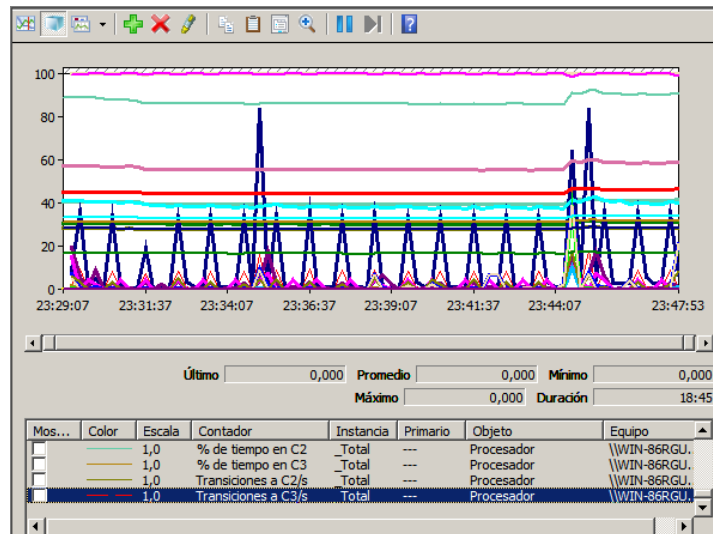 100
80
60
40
20
0
23:29:07 23:31:37 23:34:07 23:36:37 23:39:07 23:41:37 23:44:07 23:47:53
Último 0,000 Promedio 0,000 Mínimo 0,000
Máximo 0,000 Duración 18:45
Mos... Color Escala Contador Instancia Primario Objeto Equipo
1,0 % de tiempo en C2 _Total --- Procesador \\WIN-86RGU.
1,0 % de tiempo en C3 _Total --- Procesador \\WIN-86RGU.
1,0 Transiciones a C2/s _Total --- Procesador \\WIN-86RGU.
1,0 Transiciones a C3/s _Total --- Procesador \\WIN-86RGU.